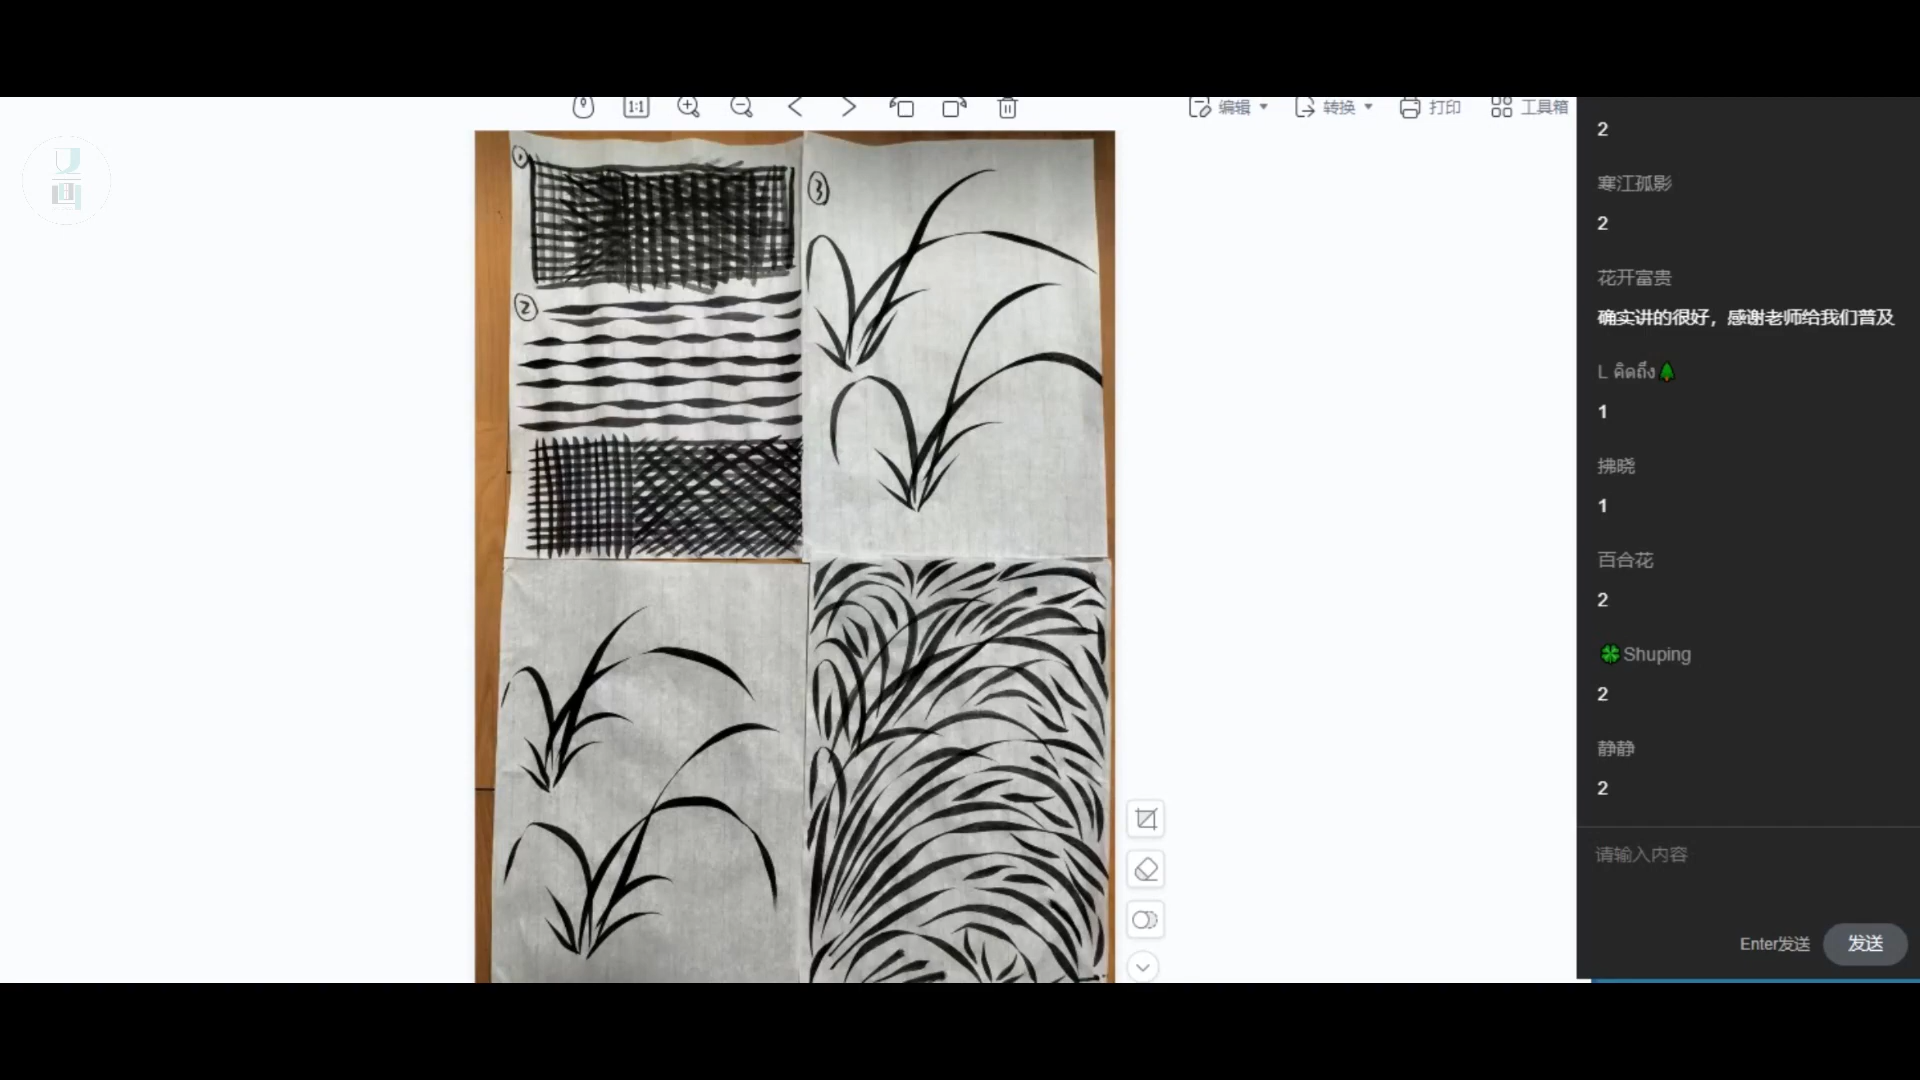 1:1
编辑
转换
打印
工具箱
①
②
③
2
寒江孤影
2
花开富贵
确实讲的很好，感谢老师给我们普及
L คิดถึง🌲
1
拂晓
1
百合花
2
🍀Shuping
2
静静
2
请输入内容
Enter发送
发送